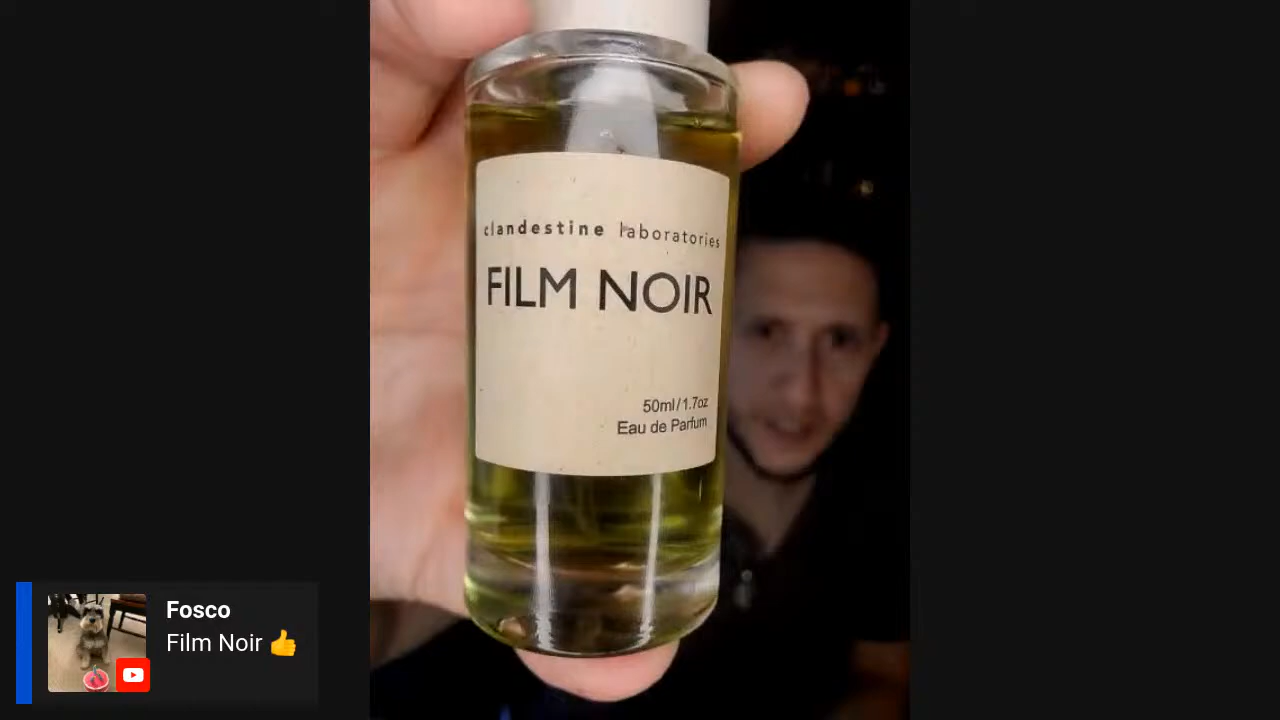 clandestine laboratories
FILM NOIR
50ml/1.7oz
Eau de Parfum
Fosco
Film Noir 👍